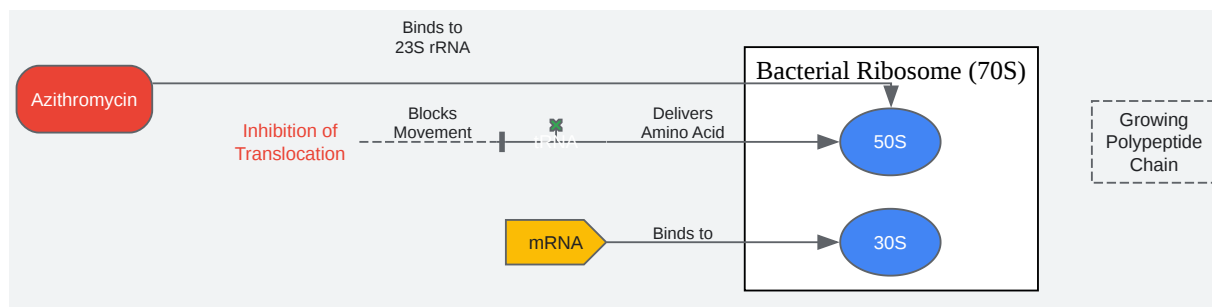 Binds to
23S rRNA
Bacterial Ribosome (70S)
Azithromycin
Blocks
Movement
Delivers
Amino Acid
Inhibition of
Translocation
tRNA
50S
Growing
Polypeptide
Chain
mRNA
Binds to
30S